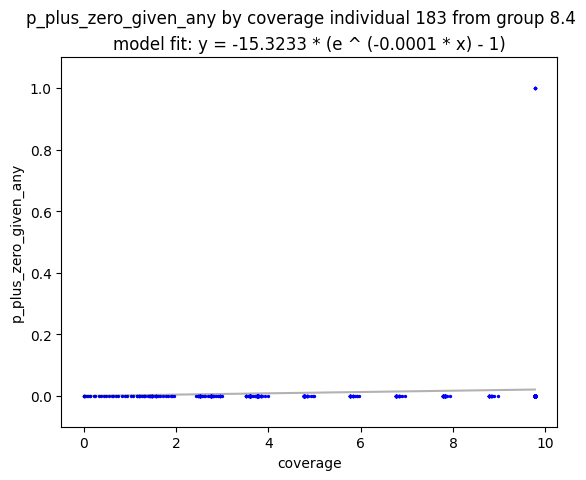 p_plus_zero_given_any by coverage individual 183 from group 8.4
model fit: y = -15.3233 * (e ^ (-0.0001 * x) - 1)
1.0
0.8
0.6
0.4
0.2
0.0
p_plus_zero_given_any
0 2 4 6 8 10
coverage